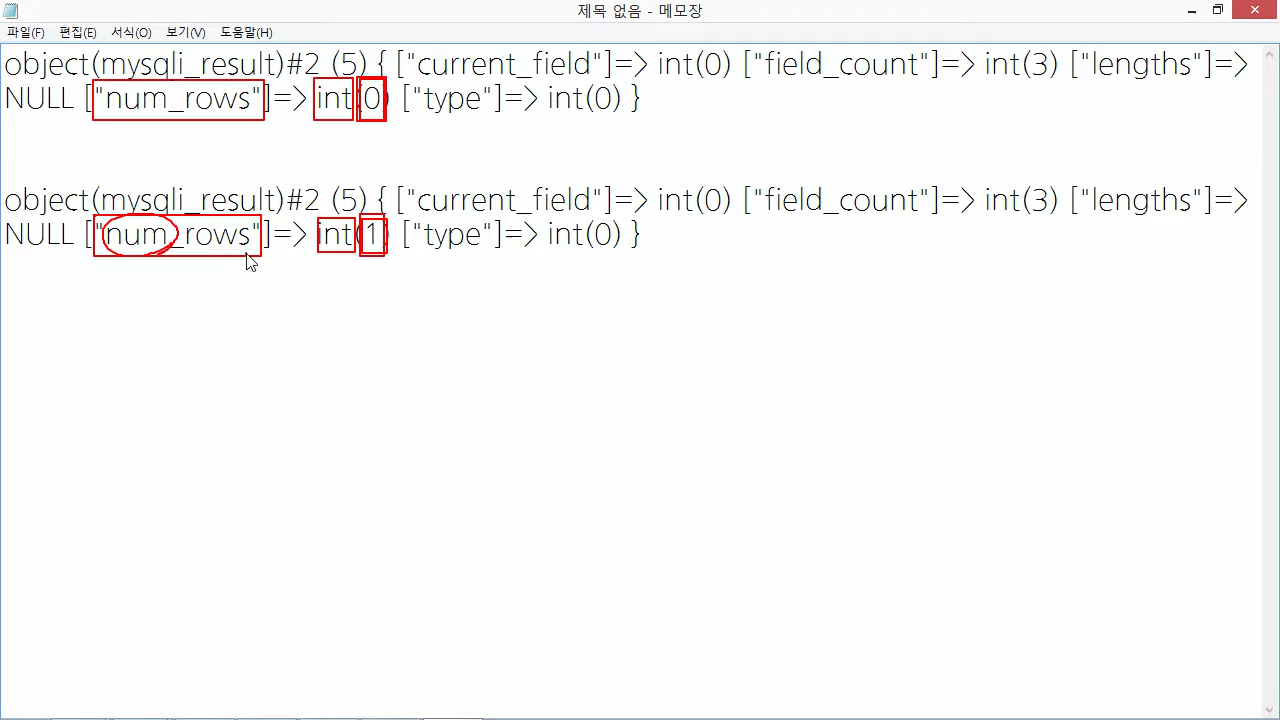 제목 없음 - 메모장
파일(F) 편집(E) 서식(O) 보기(V) 도움말(H)
object(mysqli_result)#2 (5) { ["current_field"]=> int(0) ["field_count"]=> int(3) ["lengths"]=>
NULL ["num_rows"]=> int(0) ["type"]=> int(0) }
object(mysqli_result)#2 (5) { ["current_field"]=> int(0) ["field_count"]=> int(3) ["lengths"]=>
NULL ["num_rows"]=> int(1) ["type"]=> int(0) }